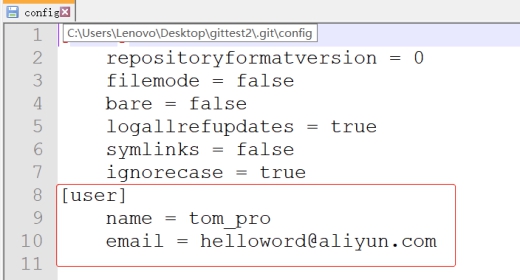 config
C:\Users\Lenovo\Desktop\gittest2\.git\config
1
2 repositoryformatversion = 0
3 filemode = false
4 bare = false
5 logallrefupdates = true
6 symlinks = false
7 ignorecase = true
8 [user]
9 name = tom_pro
10 email = helloword@aliyun.com
11